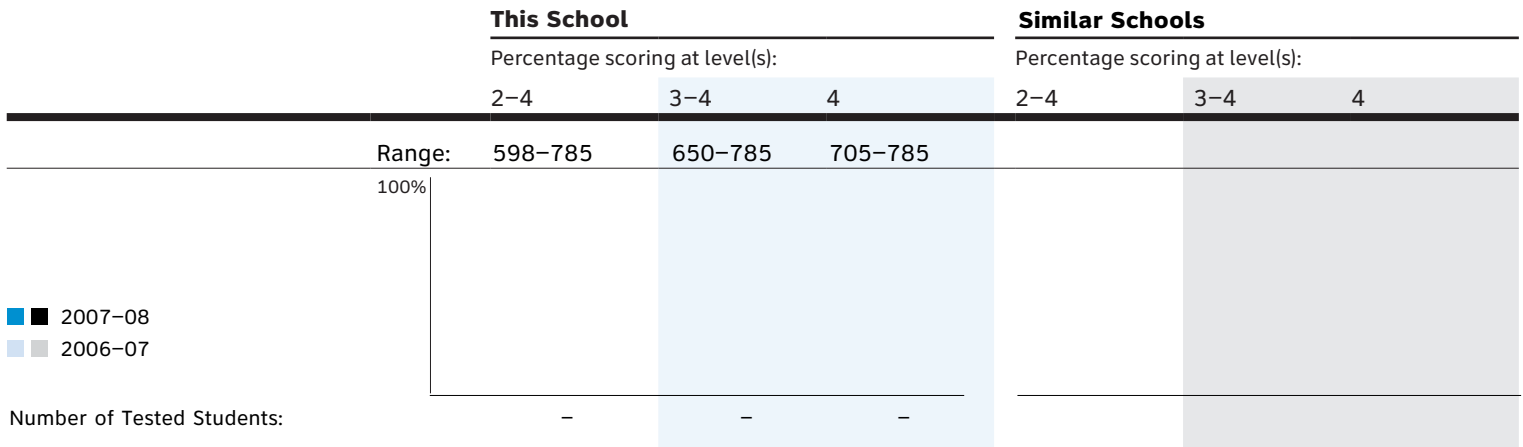 This School Similar Schools
Percentage scoring at level(s): Percentage scoring at level(s):
2–4 3–4 4 2–4 3–4 4
Range: 598–785 650–785 705–785
100%
2007–08
2006–07
Number of Tested Students: – – –